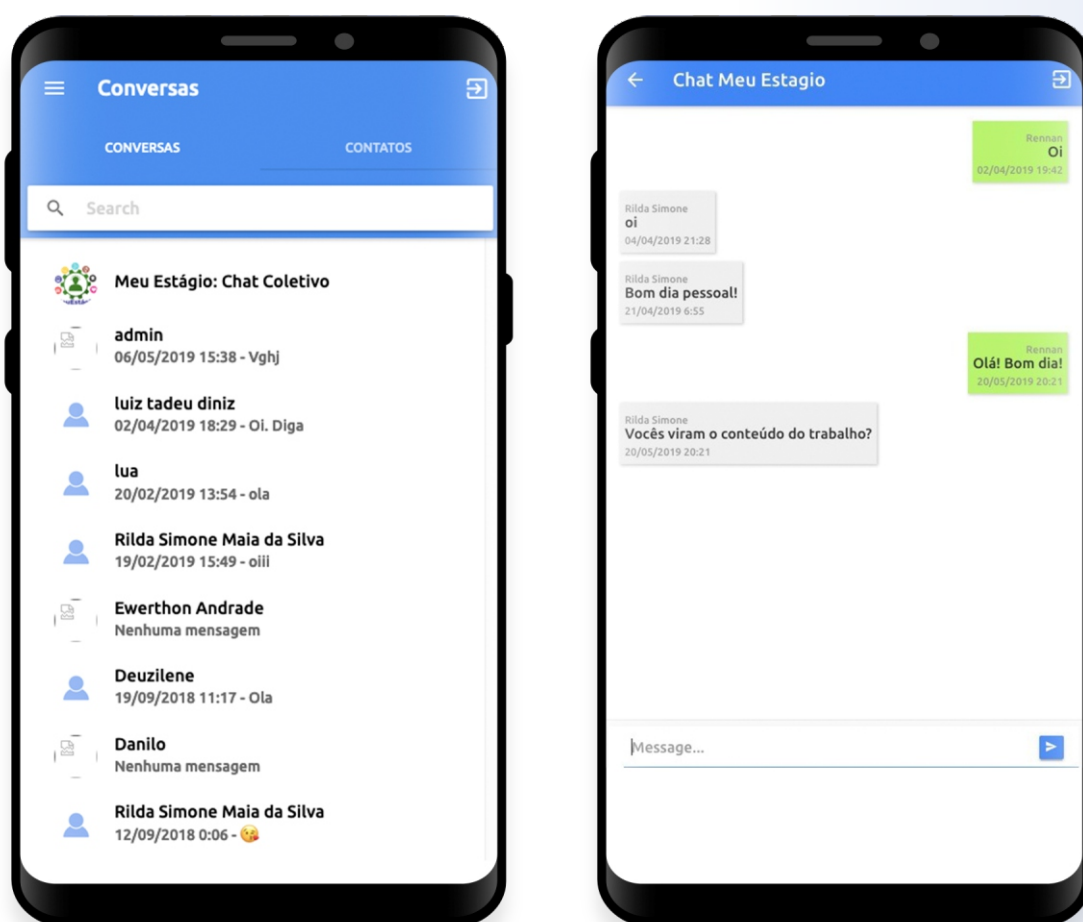 Conversas
CONVERSAS
CONTATOS
Search
Meu Estágio: Chat Coletivo
admin
06/05/2019 15:38 - Vghj
luiz tadeu diniz
02/04/2019 18:29 - Oi. Diga
lua
20/02/2019 13:54 - ola
Rilda Simone Maia da Silva
19/02/2019 15:49 - oiii
Ewerthon Andrade
Nenhuma mensagem
Deuzilene
19/09/2018 11:17 - Ola
Danilo
Nenhuma mensagem
Rilda Simone Maia da Silva
12/09/2018 0:06 - 😘
Chat Meu Estagio
Rennan
Oi
02/04/2019 19:42
Rilda Simone
oi
04/04/2019 21:28
Rilda Simone
Bom dia pessoal!
21/04/2019 6:55
Rennan
Olá! Bom dia!
20/05/2019 20:21
Rilda Simone
Vocês viram o conteúdo do trabalho?
20/05/2019 20:21
Message...